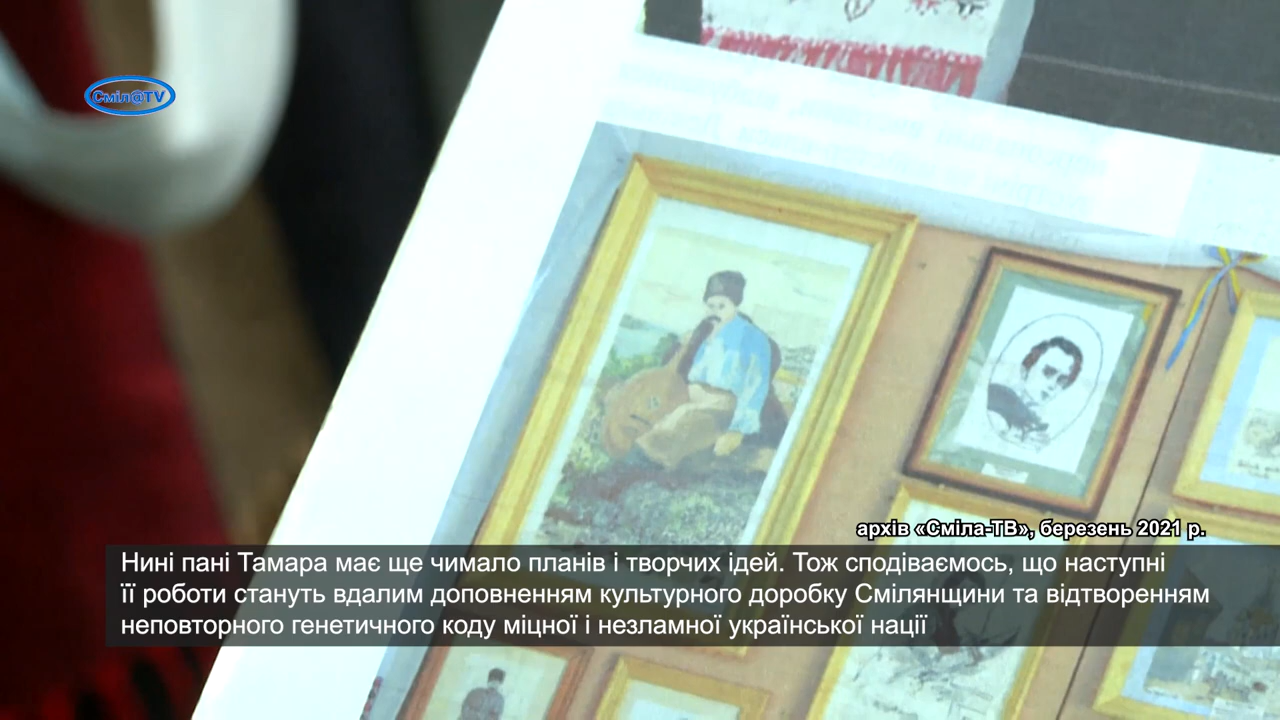 Сміл@TV
архів «Сміла-ТВ», березень 2021 р.
Нині пані Тамара має ще чимало планів і творчих ідей. Тож сподіваємось, що наступні
її роботи стануть вдалим доповненням культурного доробку Смілянщини та відтворенням
неповторного генетичного коду міцної і незламної української нації